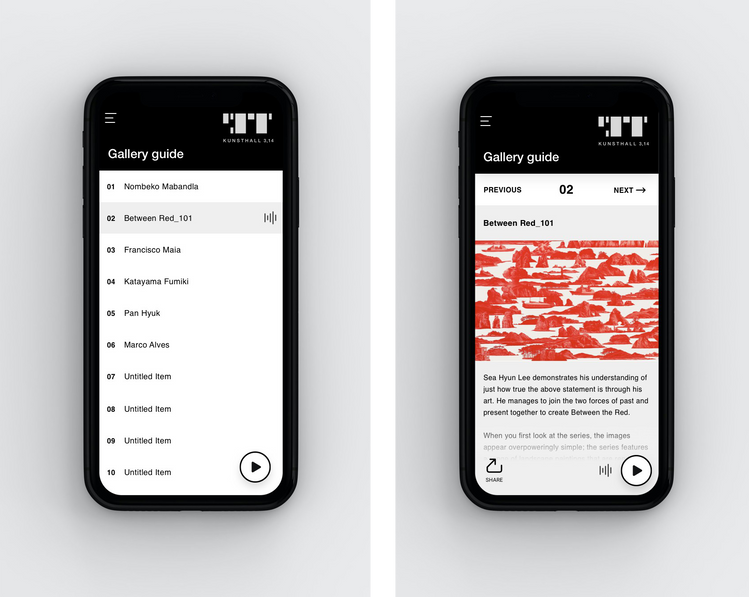 KUNSTHALL 3,14
Gallery guide
01 Nombeko Mabandla
02 Between Red_101
03 Francisco Maia
04 Katayama Fumiki
05 Pan Hyuk
06 Marco Alves
07 Untitled Item
08 Untitled Item
09 Untitled Item
10 Untitled Item
KUNSTHALL 3,14
Gallery guide
PREVIOUS 02 NEXT →
Between Red_101
Sea Hyun Lee demonstrates his understanding of
just how true the above statement is through his
art. He manages to join the two forces of past and
present together to create Between the Red.
When you first look at the series, the images
appear overpoweringly simple; the series features
SHARE